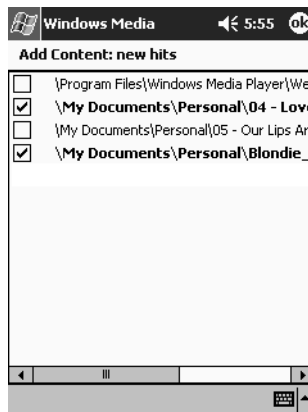 Windows Media 5:55 ok
Add Content: new hits
\Program Files\Windows Media Player\We
\My Documents\Personal\04 - Love
\My Documents\Personal\05 - Our Lips Ar
\My Documents\Personal\Blondie_